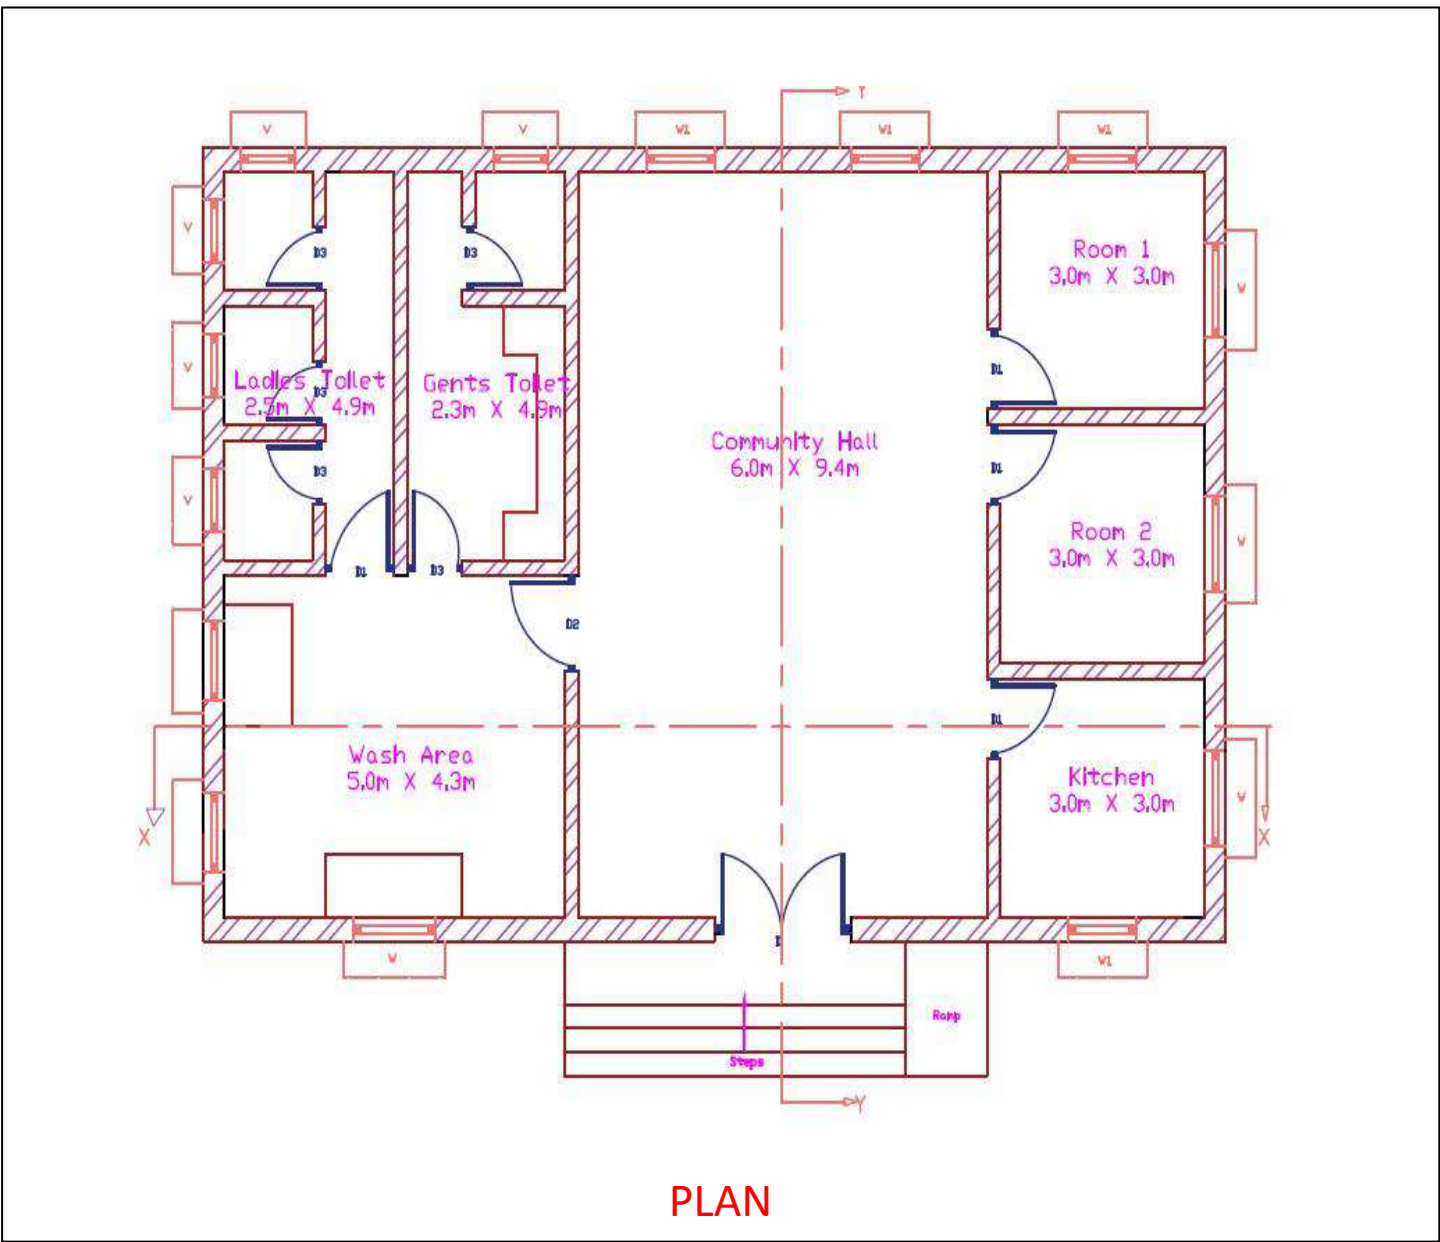 Y
V
V
W1
W1
W1
V
D3
D3
Room 1
3.0m X 3.0m
W
V
Ladies Toilet
2.5m X 4.9m
D3
Gents Toilet
2.3m X 4.9m
D1
Community Hall
6.0m X 9.4m
V
D3
D1
Room 2
3.0m X 3.0m
W
D1
D3
D2
D1
Wash Area
5.0m X 4.3m
Kitchen
3.0m X 3.0m
W
X
X
D
W
W1
Ramp
Steps
Y
PLAN